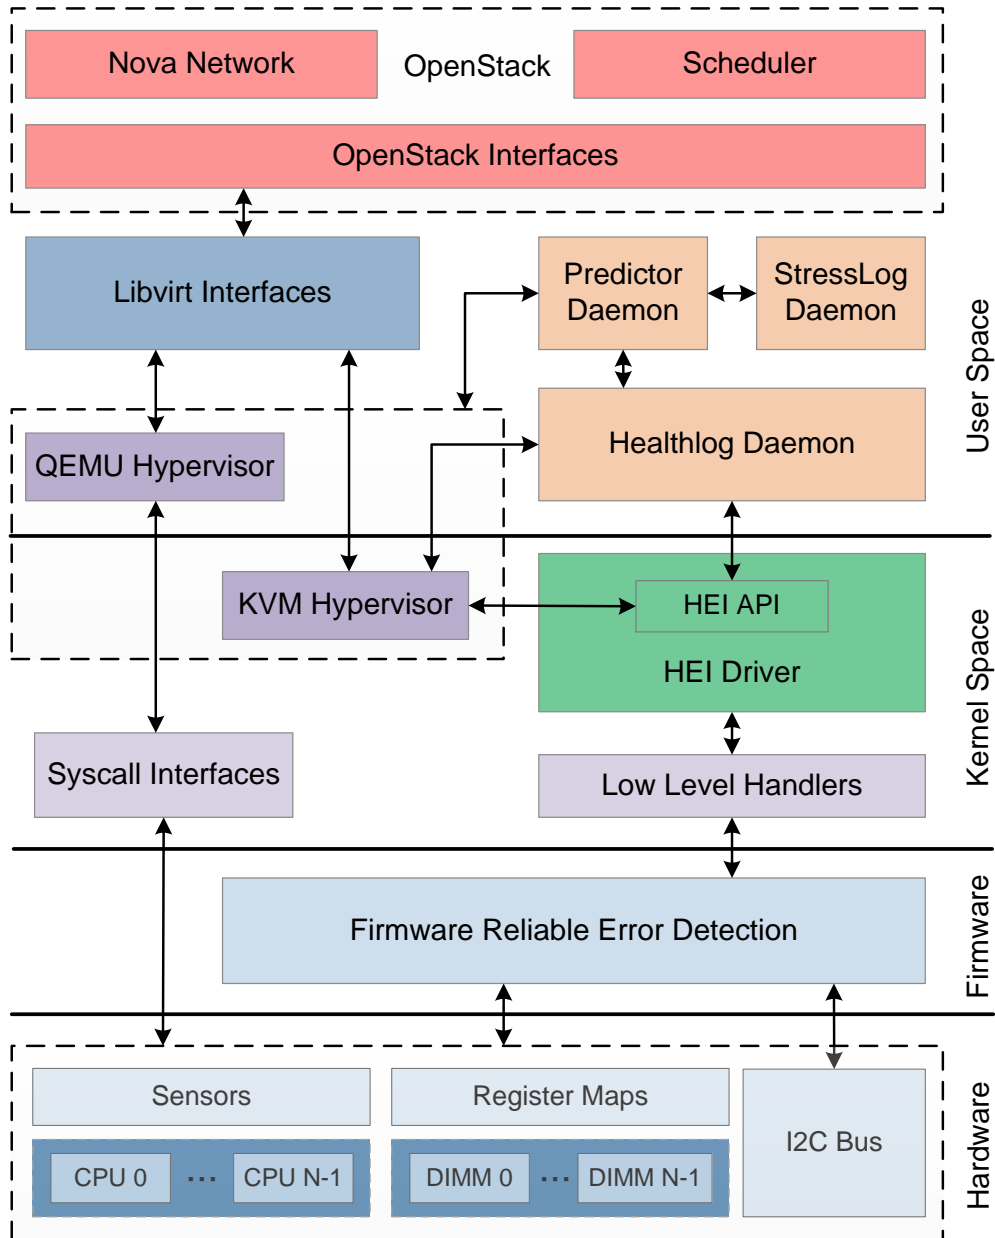 Nova Network
OpenStack
Scheduler
OpenStack Interfaces
Libvirt Interfaces
Predictor
Daemon
StressLog
Daemon
User Space
QEMU Hypervisor
Healthlog Daemon
KVM Hypervisor
HEI API
HEI Driver
Kernel Space
Syscall Interfaces
Low Level Handlers
Firmware Reliable Error Detection
Firmware
Sensors
Register Maps
I2C Bus
CPU 0
...
CPU N-1
DIMM 0
...
DIMM N-1
Hardware